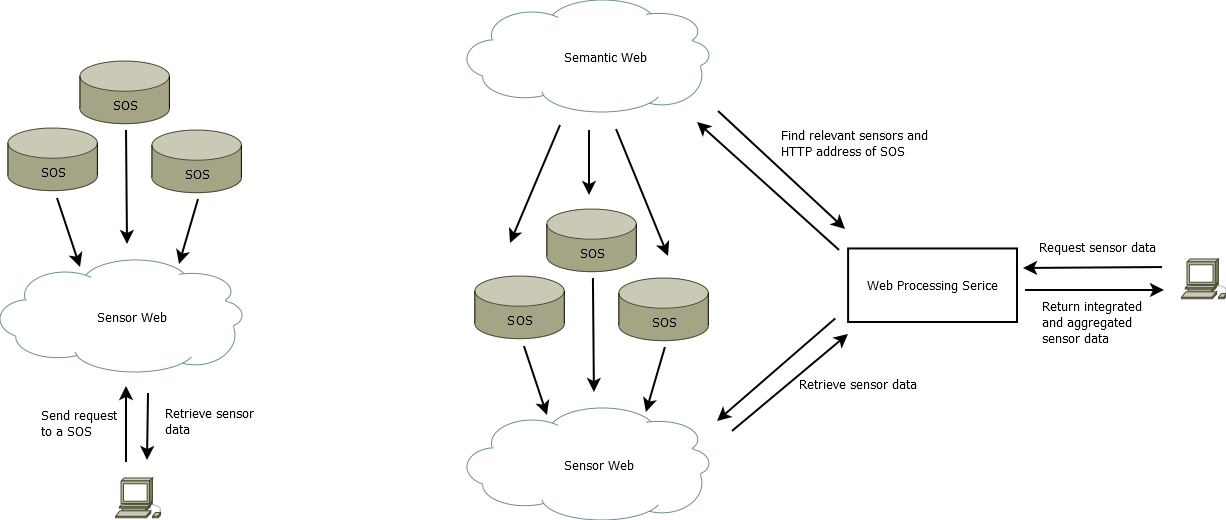 SOS
SOS
SOS
Sensor Web
Send request
to a SOS
Retrieve sensor
data
Semantic Web
Find relevant sensors and
HTTP address of SOS
SOS
SOS
SOS
Web Processing Serice
Request sensor data
Return integrated
and aggregated
sensor data
Retrieve sensor data
Sensor Web